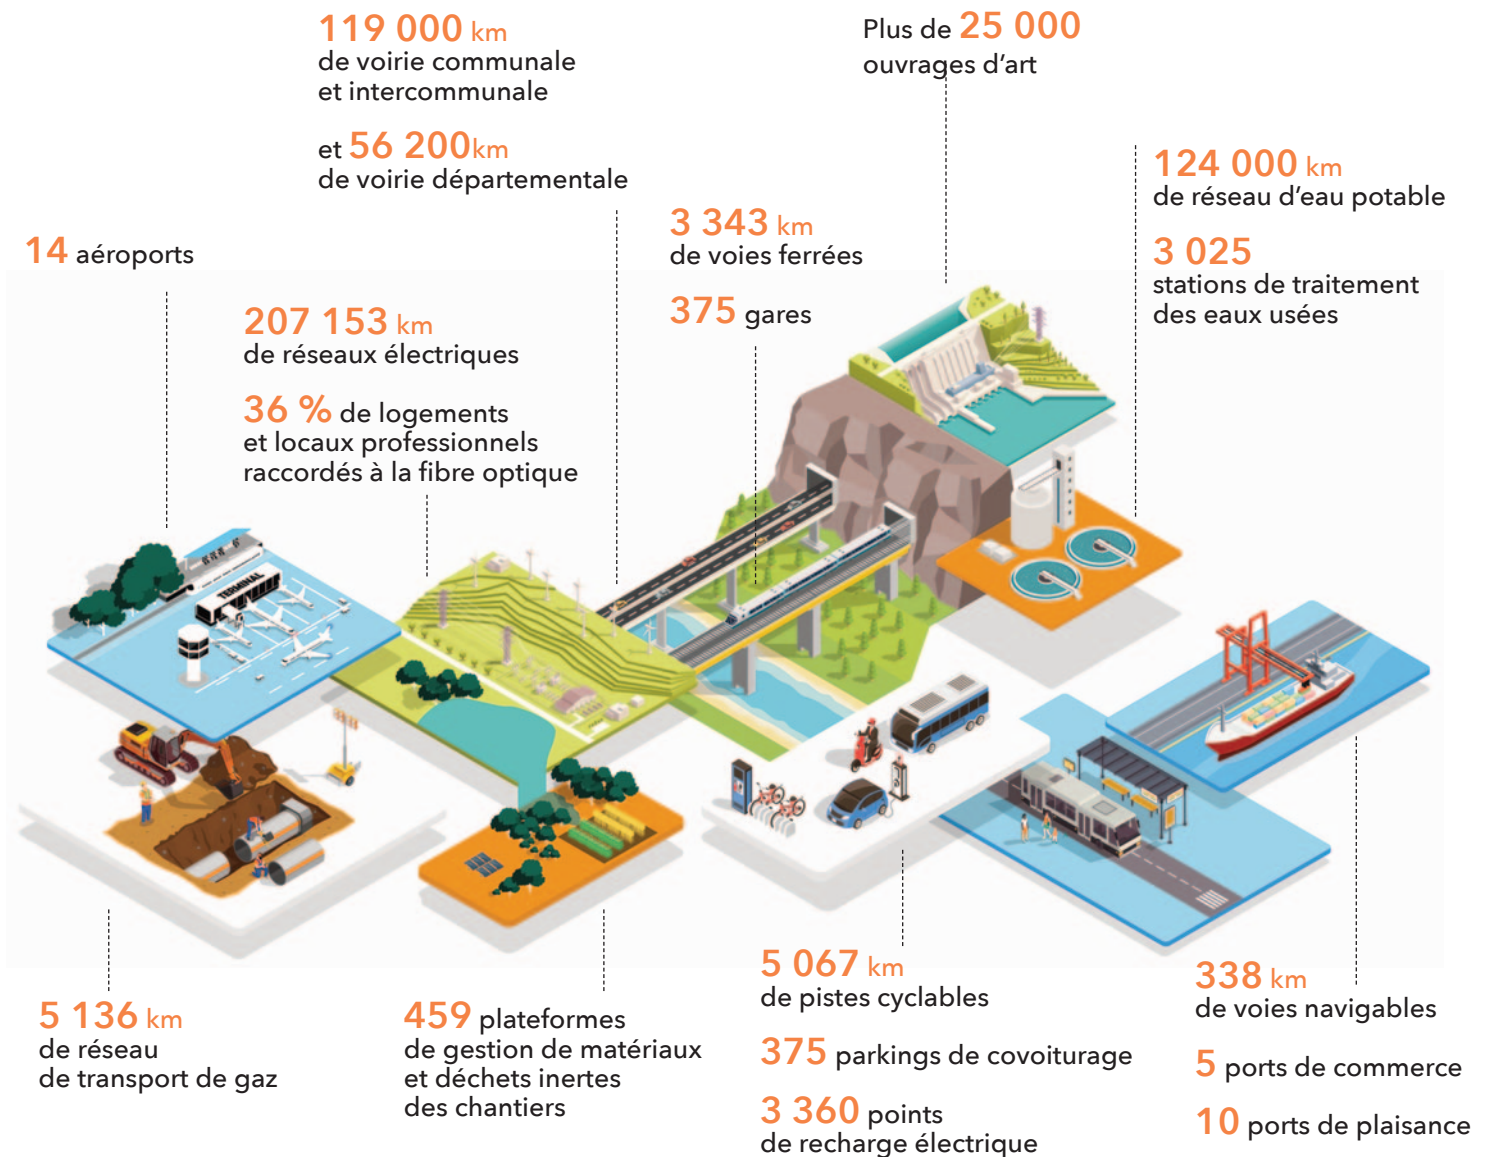 119 000 km
de voirie communale
et intercommunale
et 56 200km
de voirie départementale
Plus de 25 000
ouvrages d'art
124 000 km
de réseau d'eau potable
3 025
stations de traitement
des eaux usées
14 aéroports
207 153 km
de réseaux électriques
36 % de logements
et locaux professionnels
raccordés à la fibre optique
3 343 km
de voies ferrées
375 gares
TERMINAL
5 136 km
de réseau
de transport de gaz
459 plateformes
de gestion de matériaux
et déchets inertes
des chantiers
5 067 km
de pistes cyclables
375 parkings de covoiturage
3 360 points
de recharge électrique
338 km
de voies navigables
5 ports de commerce
10 ports de plaisance